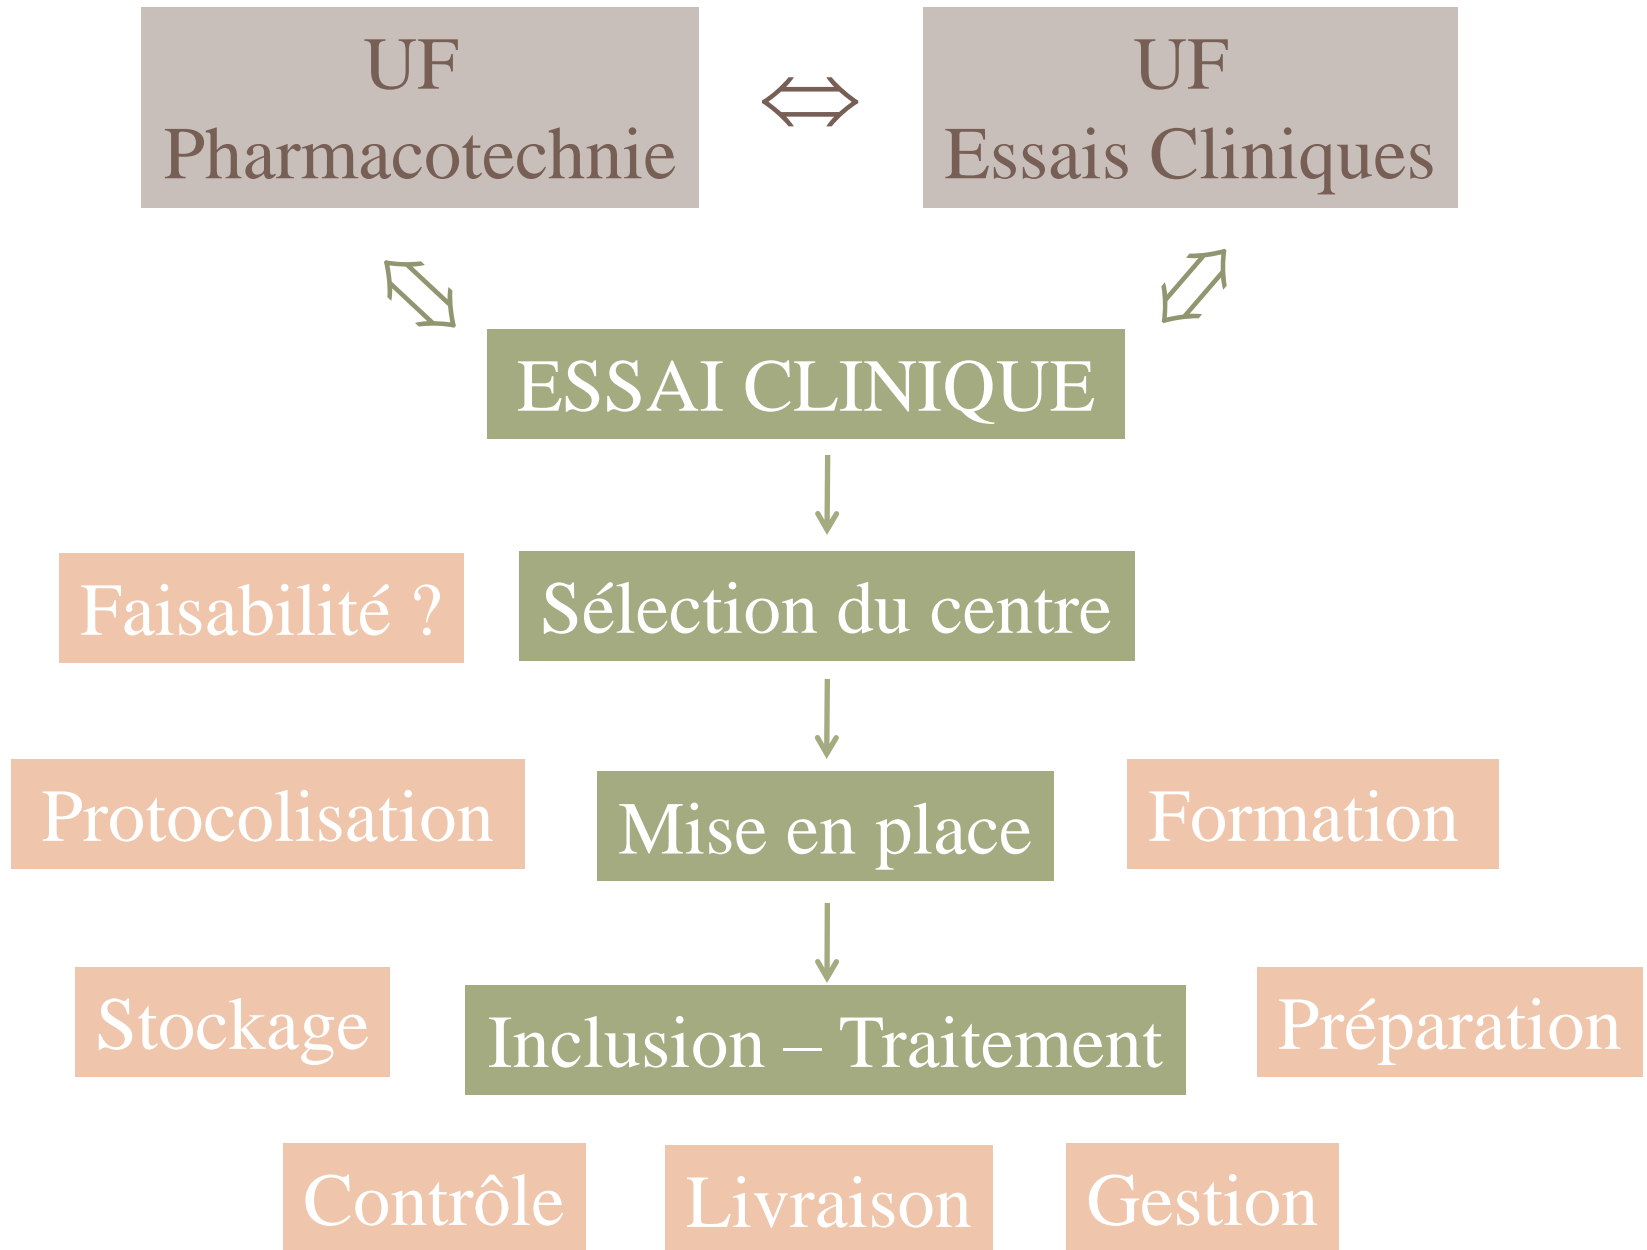 UF
Pharmacotechnie
UF
Essais Cliniques
ESSAI CLINIQUE
Faisabilité ?
Sélection du centre
Protocolisation
Mise en place
Formation
Stockage
Inclusion – Traitement
Préparation
Contrôle
Livraison
Gestion